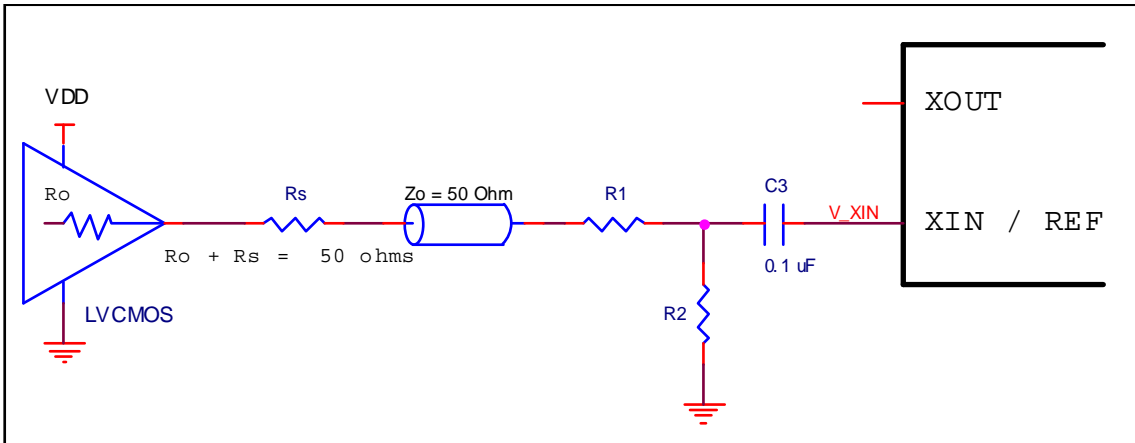 VDD
XOUT
Ro
Rs
Zo = 50 Ohm
R1
C3
V_XIN
XIN / REF
Ro + Rs = 50 ohms
0.1 uF
LVCMOS
R2